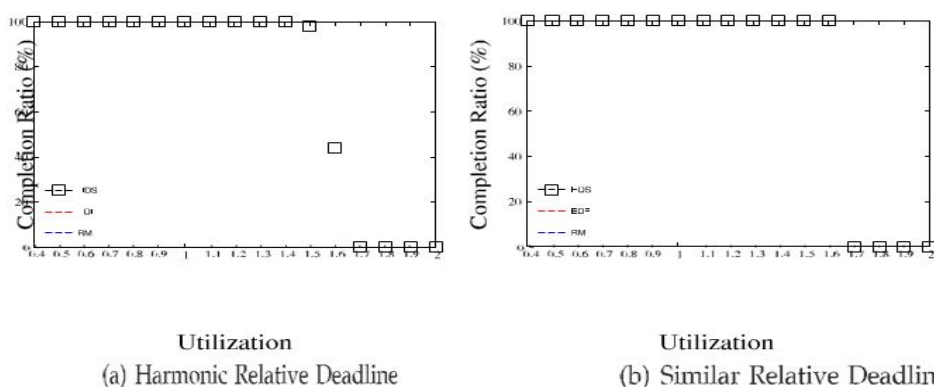 100
80
60
40
20
0
Completion Ratio (%)
RM
0.4 0.5 0.6 0.7 0.8 0.9 1 1.1 1.2 1.3 1.4 1.5 1.6 1.7 1.8 1.9 2
Utilization
(a) Harmonic Relative Deadline
100
80
60
40
20
0
Completion Ratio (%)
RM
0.4 0.5 0.6 0.7 0.8 0.9 1 1.1 1.2 1.3 1.4 1.5 1.6 1.7 1.8 1.9 2
Utilization
(b) Similar Relative Deadlin